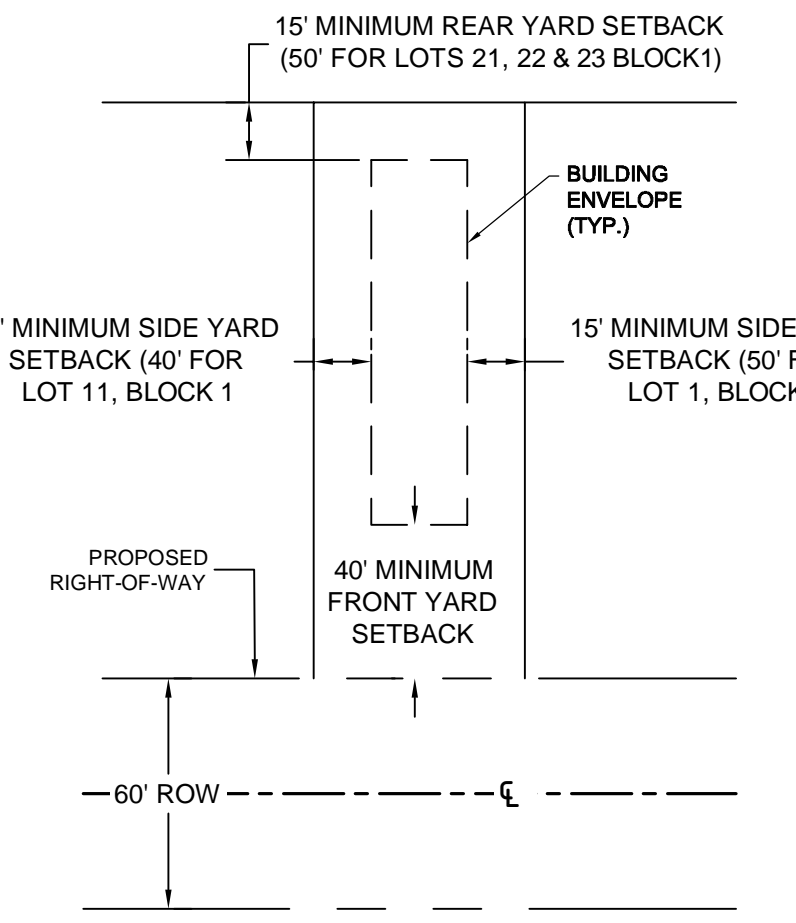 15' MINIMUM REAR YARD SETBACK
(50' FOR LOTS 21, 22 & 23 BLOCK1)
BUILDING
ENVELOPE
(TYP.)
' MINIMUM SIDE YARD
SETBACK (40' FOR
LOT 11, BLOCK 1
15' MINIMUM SIDE
SETBACK (50'
LOT 1,
PROPOSED
RIGHT-OF-WAY
40' MINIMUM
FRONT YARD
SETBACK
60' ROW
℄